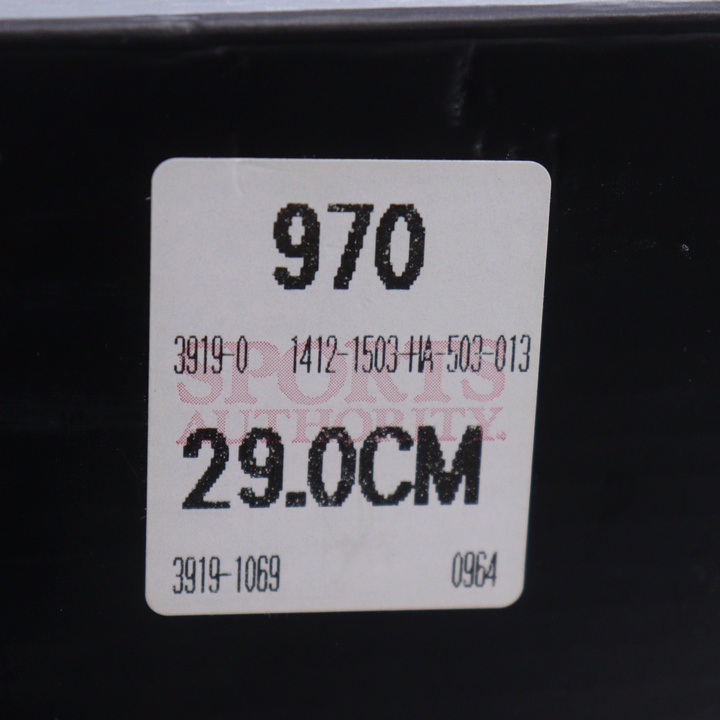 970
3919-0 1412-1503-HA-503-013
SPORTS
AUTHORITY.
29.0CM
3919-1069 0964